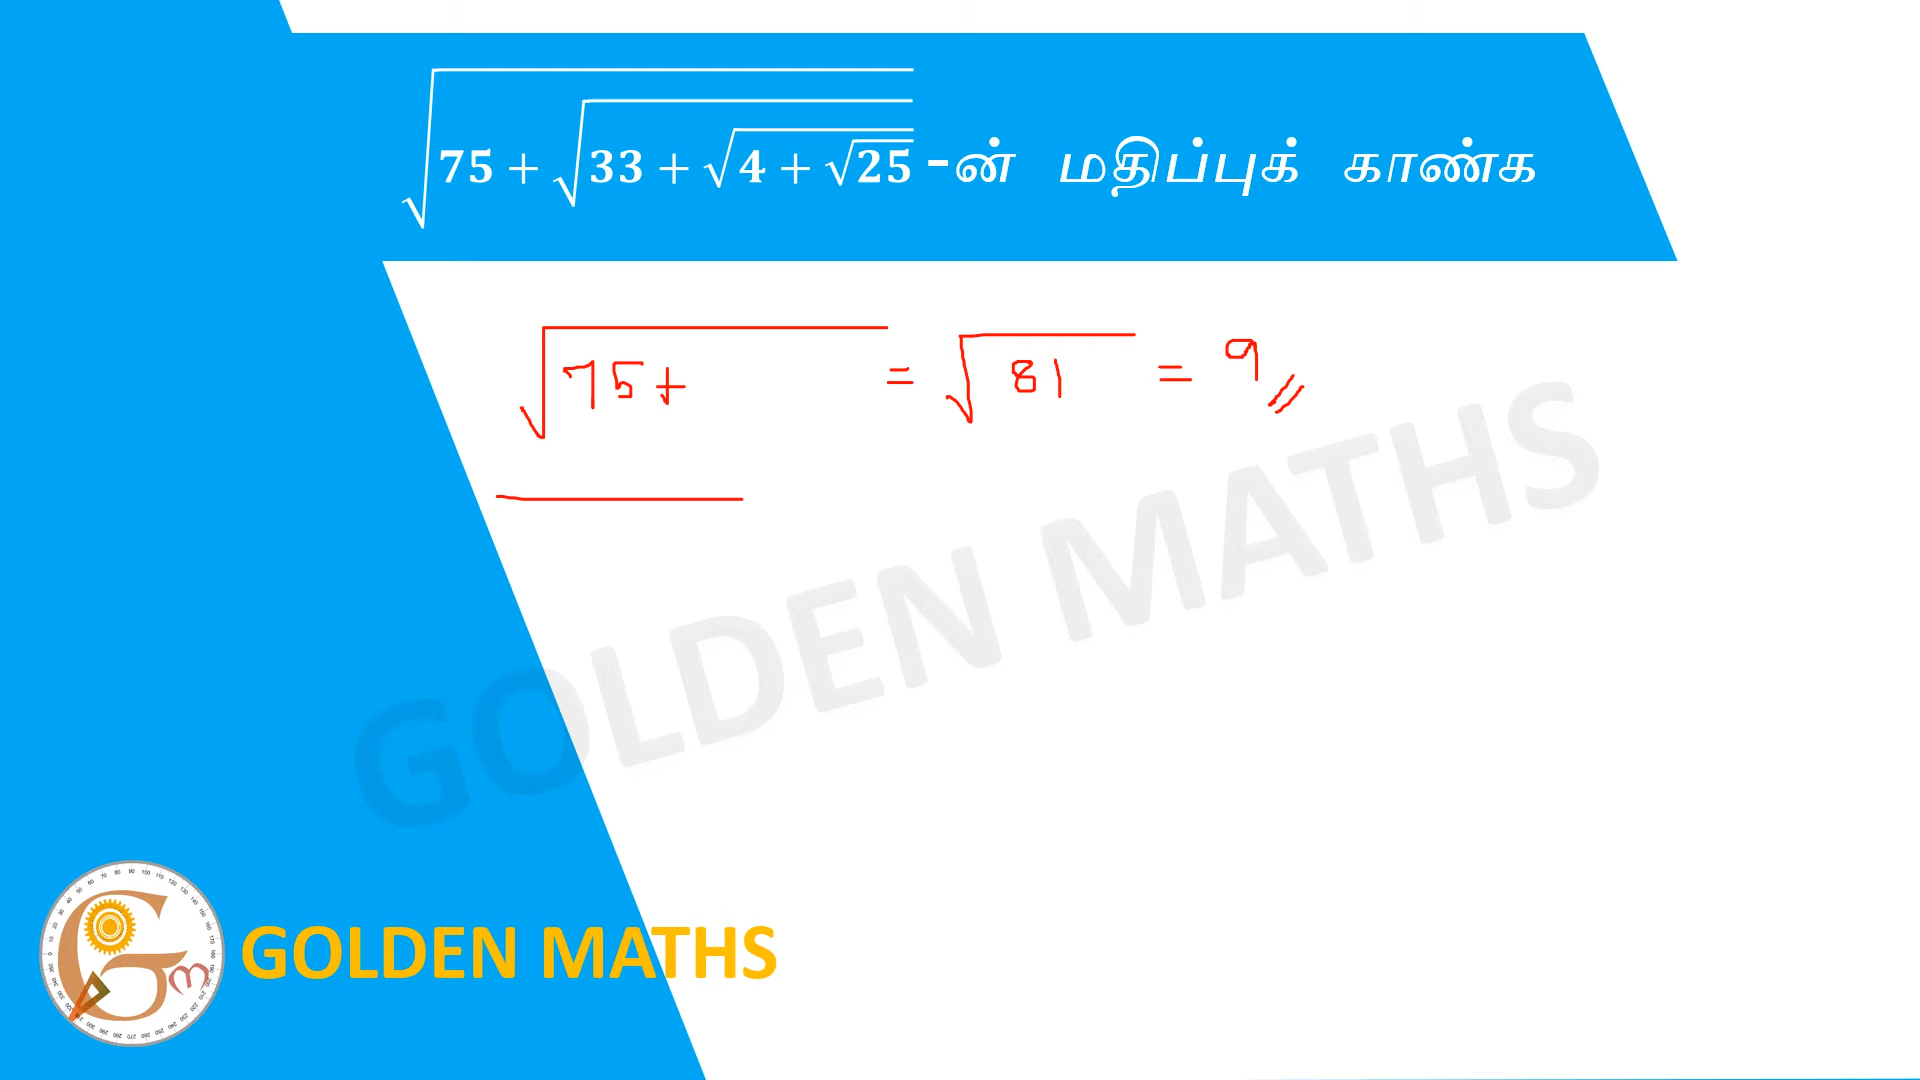 √75+√33+√4+√25 -ன் மதிப்புக் காண்க
√75+ = √81 = 9
GOLDEN MATHS
GOLDEN MATHS